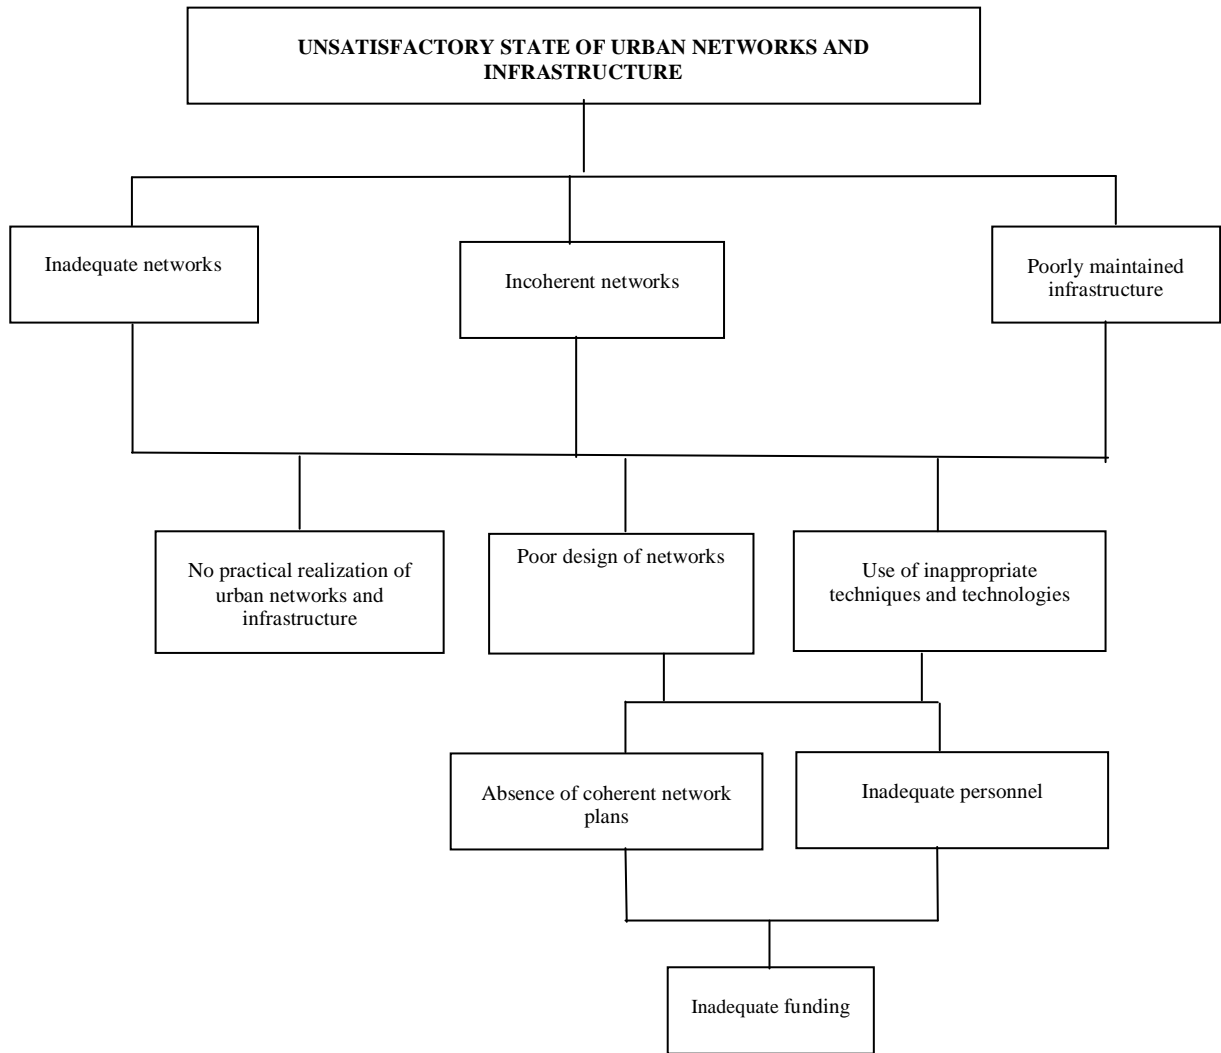 UNSATISFACTORY STATE OF URBAN NETWORKS AND
INFRASTRUCTURE
Inadequate networks
Incoherent networks
Poorly maintained
infrastructure
No practical realization of
urban networks and
infrastructure
Poor design of networks
Use of inappropriate
techniques and technologies
Absence of coherent network
plans
Inadequate personnel
Inadequate funding